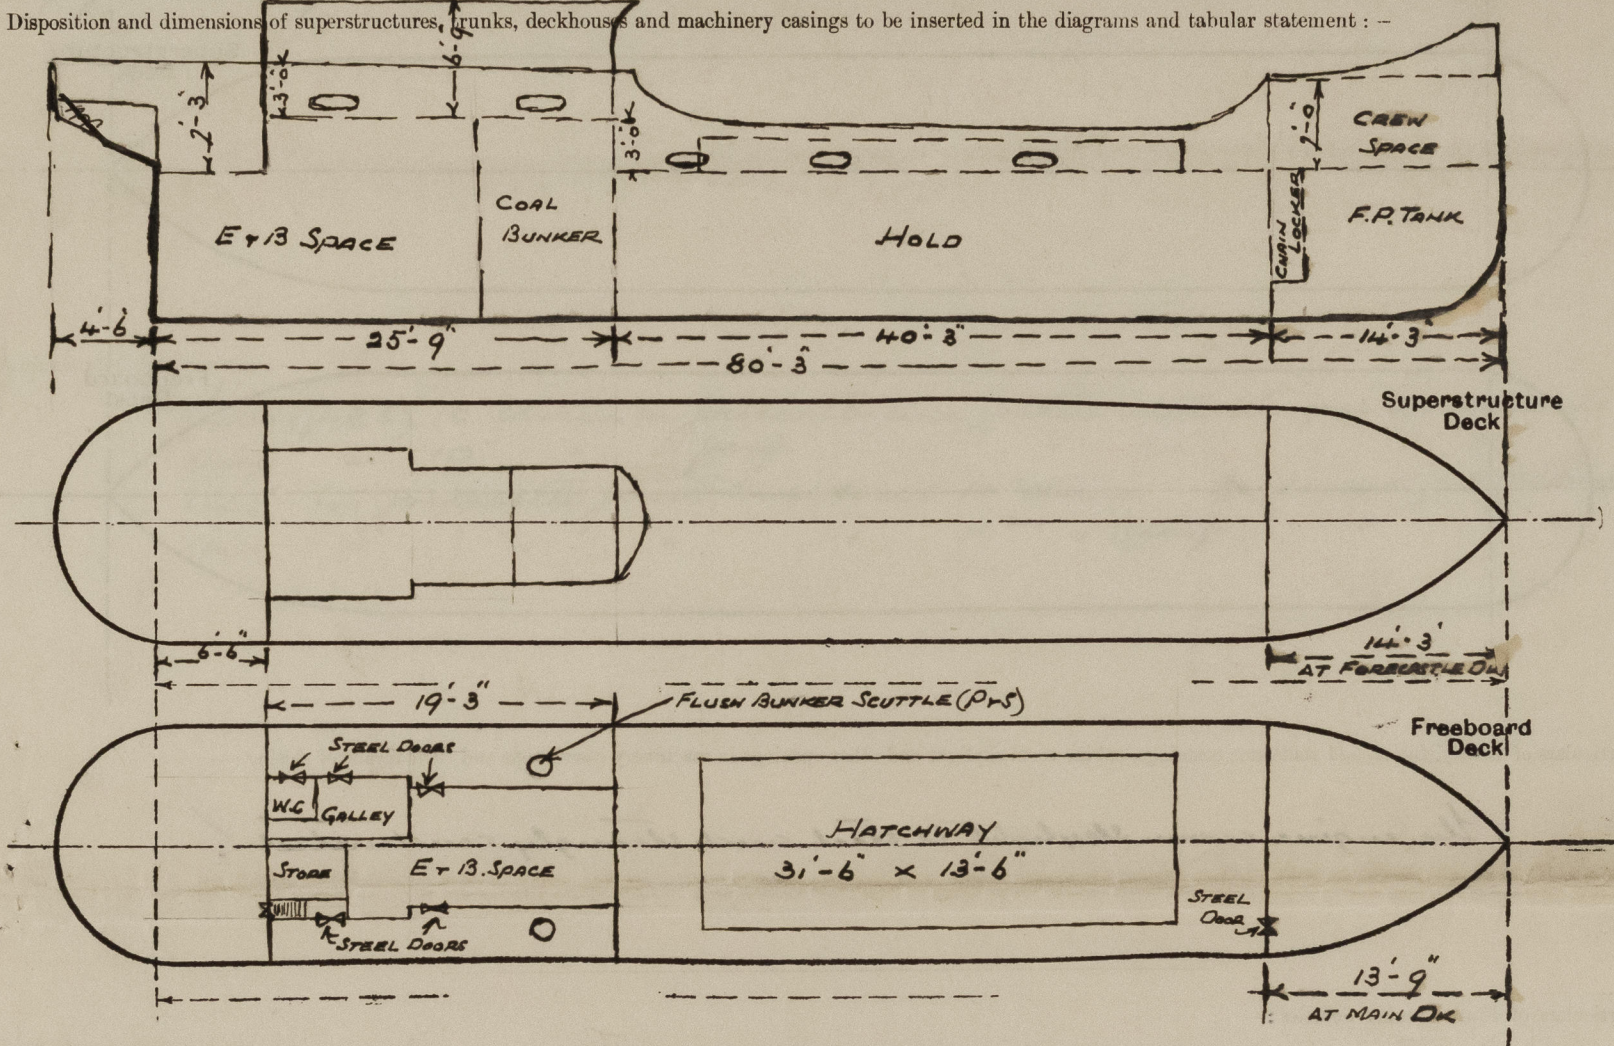 Disposition and dimensions of superstructures, trunks, deckhouses and machinery casings to be inserted in the diagrams and tabular statement : –
6'-9"
2'-3'
3'-0"
3'-0"
7'-0"
CREW
SPACE
COAL
BUNKER
E & B SPACE
HOLD
CHAIN
LOCKER
F.P. TANK
4'-6"
25'-9"
40'-3"
14'-3"
80'-3"
Superstructure
Deck
6'-6"
14'-3'
AT FORECASTLE DK
19'-3"
FLUSH BUNKER SCUTTLE (P&S)
STEEL DOORS
Freeboard
Deck
W.C
GALLEY
HATCHWAY
31'-6" x 13'-6"
STORE
E & B. SPACE
STEEL
DOOR
STEEL DOORS
13'-9"
AT MAIN DK